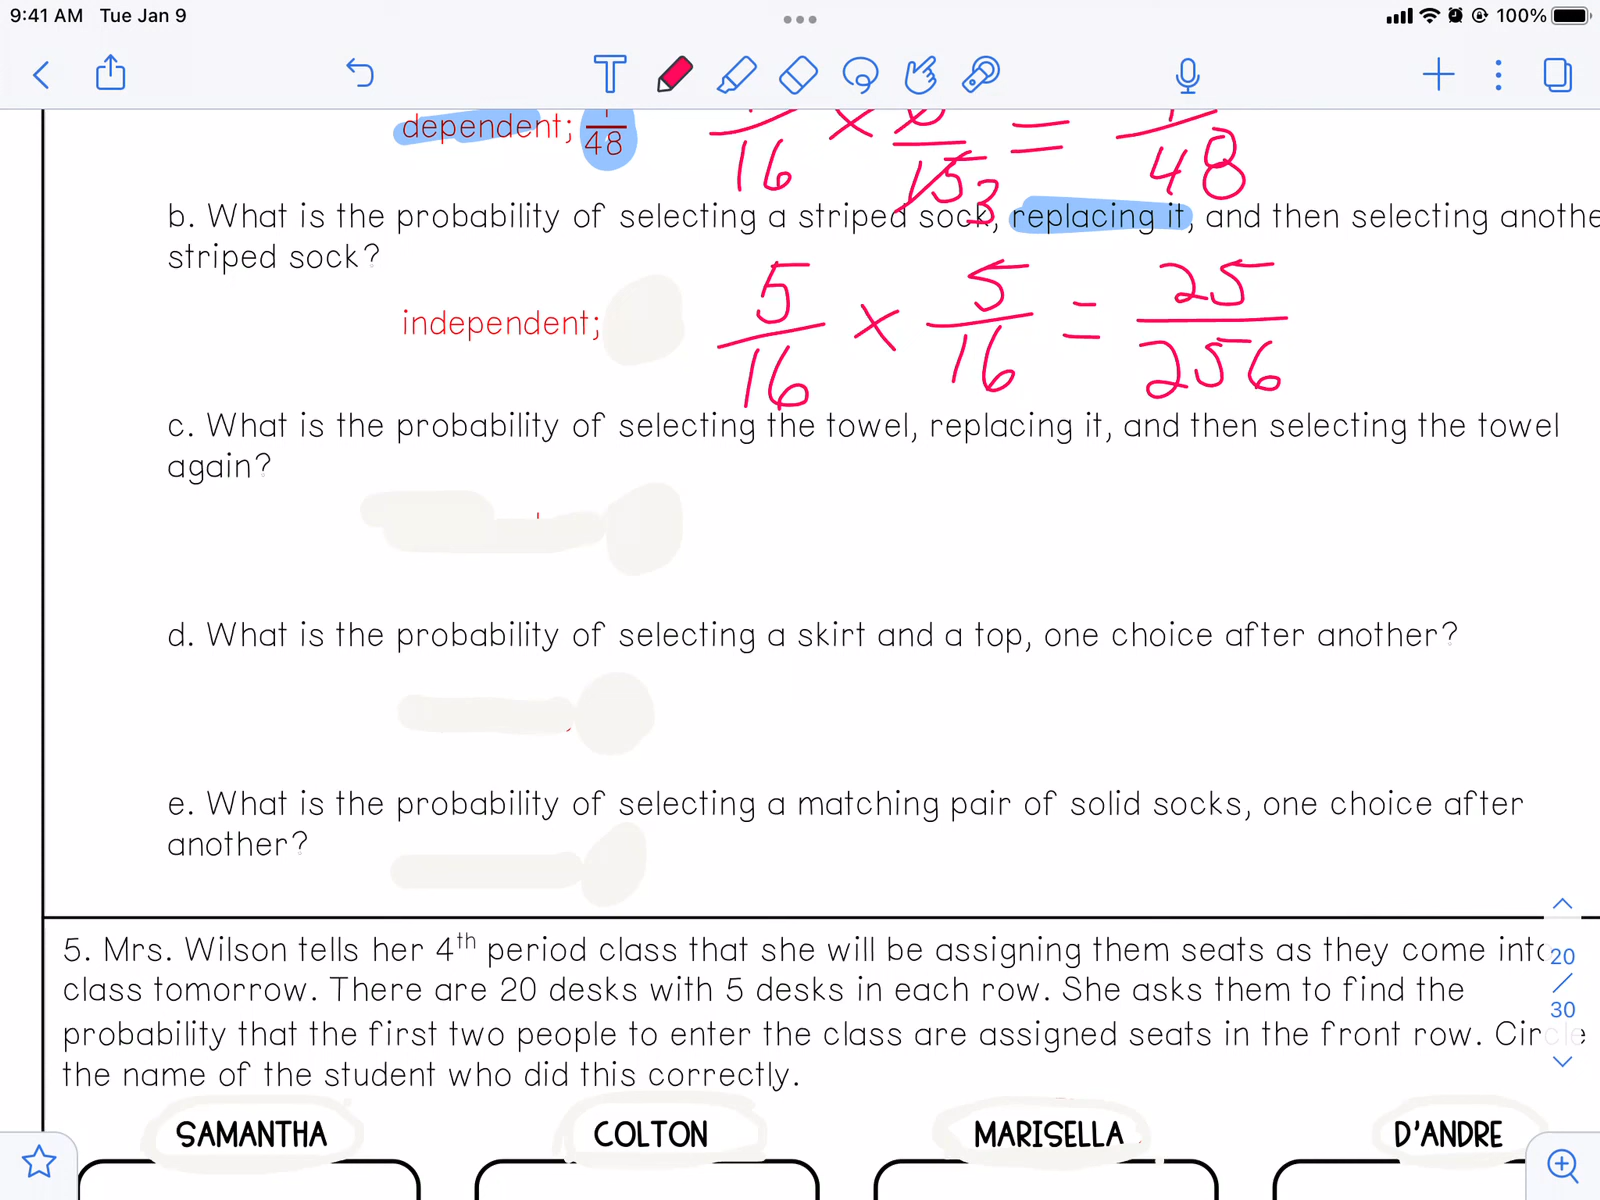 9:41 AM Tue Jan 9
100%
dependent; 1/48
16 × 15 3 = 1/48
b. What is the probability of selecting a striped sock, replacing it, and then selecting anothe
striped sock?
independent;
5/16 × 5/16 = 25/256
c. What is the probability of selecting the towel, replacing it, and then selecting the towel
again?
d. What is the probability of selecting a skirt and a top, one choice after another?
e. What is the probability of selecting a matching pair of solid socks, one choice after
another?
5. Mrs. Wilson tells her 4th period class that she will be assigning them seats as they come into
class tomorrow. There are 20 desks with 5 desks in each row. She asks them to find the
probability that the first two people to enter the class are assigned seats in the front row. Circle
the name of the student who did this correctly.
20
/
30
SAMANTHA COLTON MARISELLA D'ANDRE